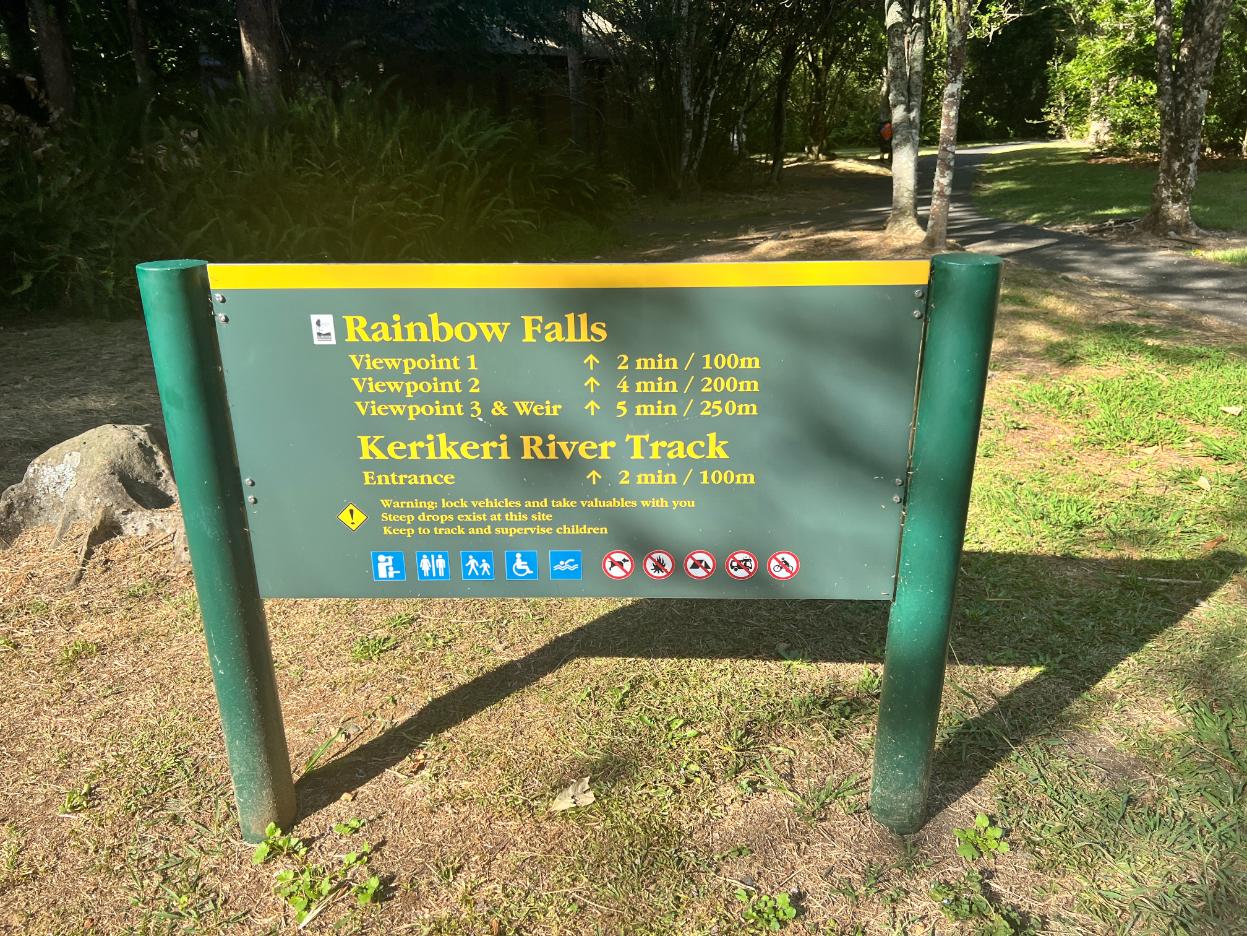 Rainbow Falls
Viewpoint 1 ↑ 2 min / 100m
Viewpoint 2 ↑ 4 min / 200m
Viewpoint 3 & Weir ↑ 5 min / 250m
Kerikeri River Track
Entrance ↑ 2 min / 100m
Warning: lock vehicles and take valuables with you
Steep drops exist at this site
Keep to track and supervise children